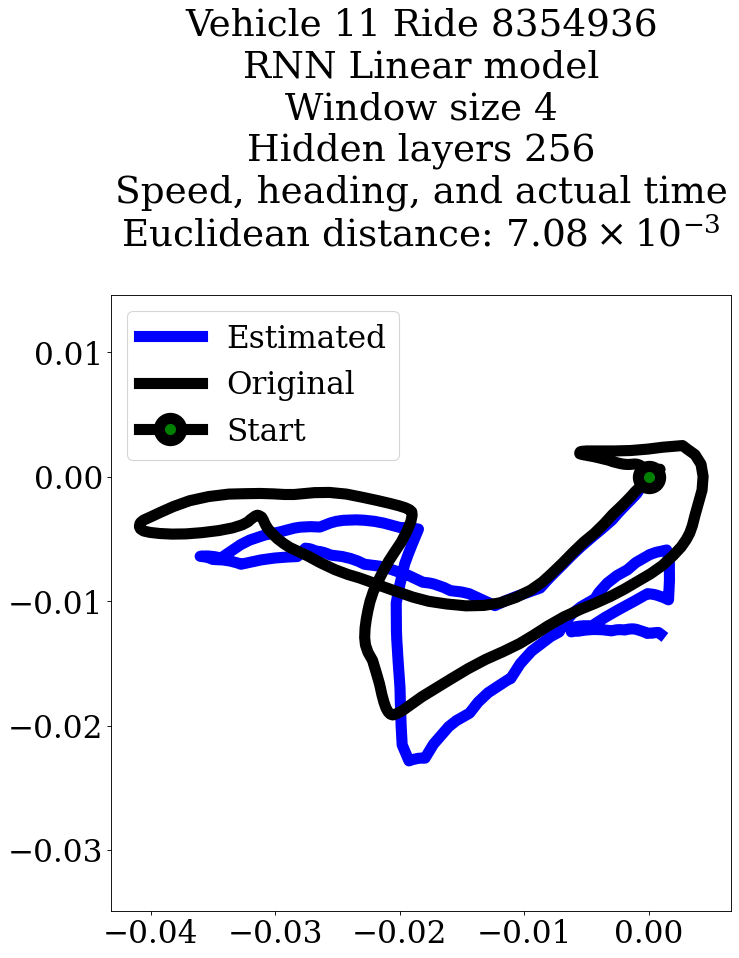 Vehicle 11 Ride 8354936
RNN Linear model
Window size 4
Hidden layers 256
Speed, heading, and actual time
Euclidean distance: 7.08 × 10⁻³
Estimated
Original
Start
0.01
0.00
−0.01
−0.02
−0.03
−0.04 −0.03 −0.02 −0.01 0.00